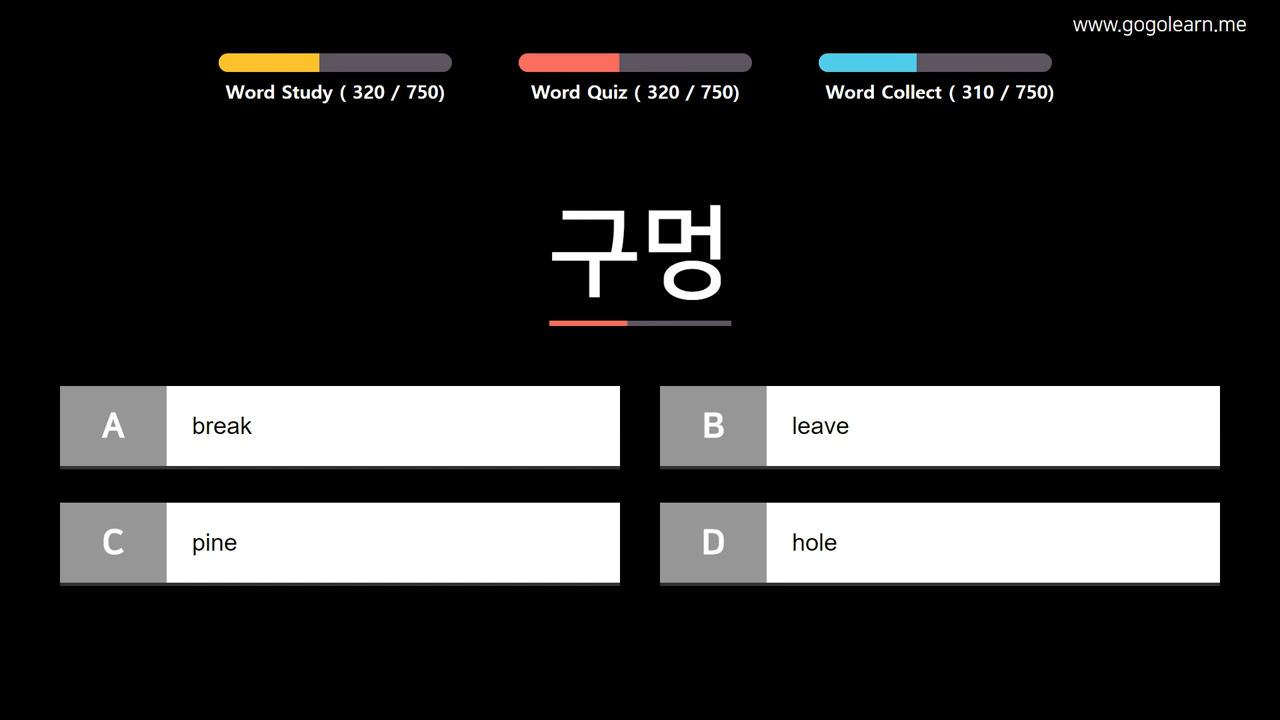 www.gogolearn.me
Word Study ( 320 / 750)
Word Quiz ( 320 / 750)
Word Collect ( 310 / 750)
구멍
A break
B leave
C pine
D hole